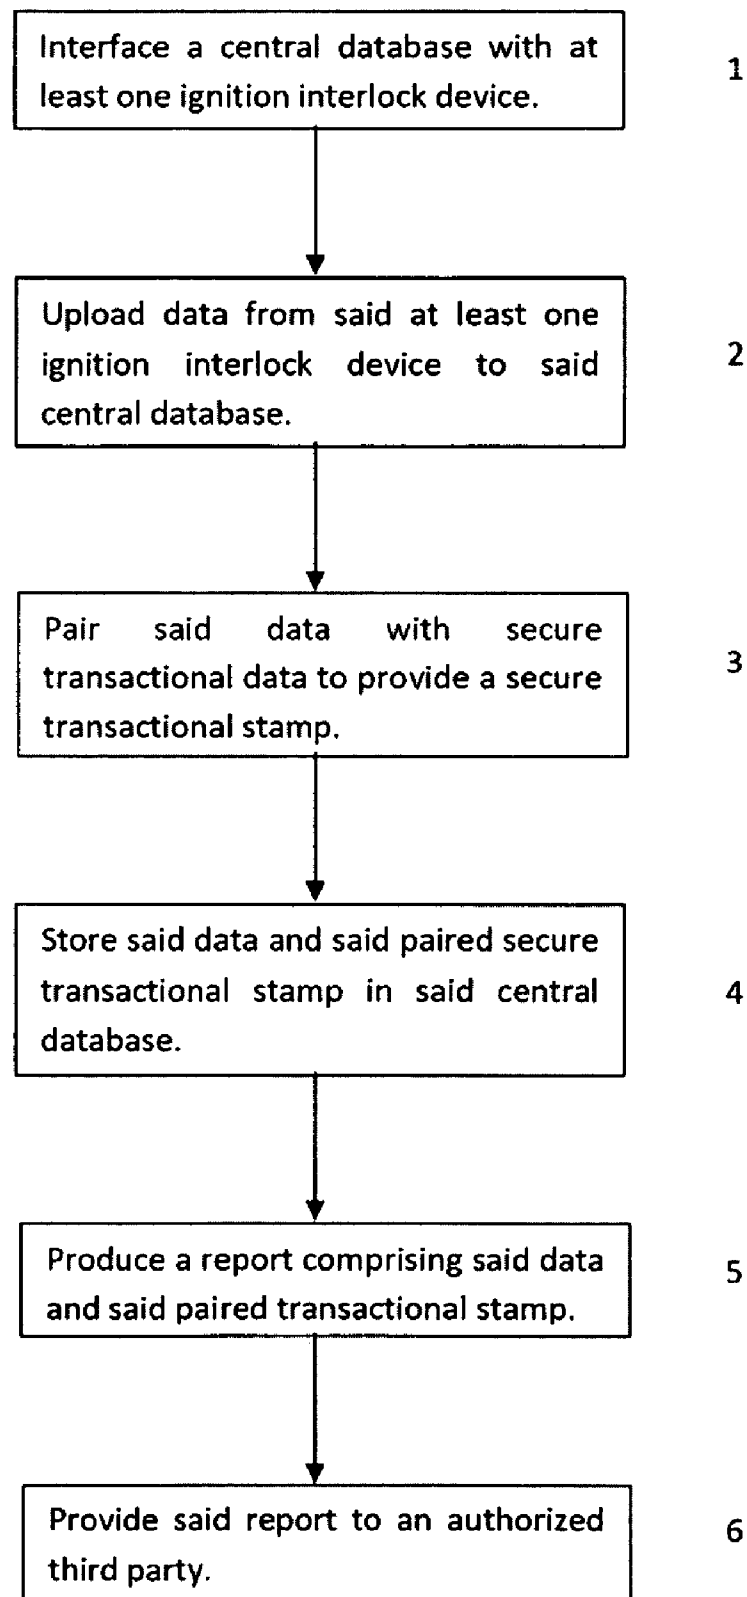 Interface a central database with at
least one ignition interlock device.
1
Upload data from said at least one
ignition interlock device to said
central database.
2
Pair said data with secure
transactional data to provide a secure
transactional stamp.
3
Store said data and said paired secure
transactional stamp in said central
database.
4
Produce a report comprising said data
and said paired transactional stamp.
5
Provide said report to an authorized
third party.
6